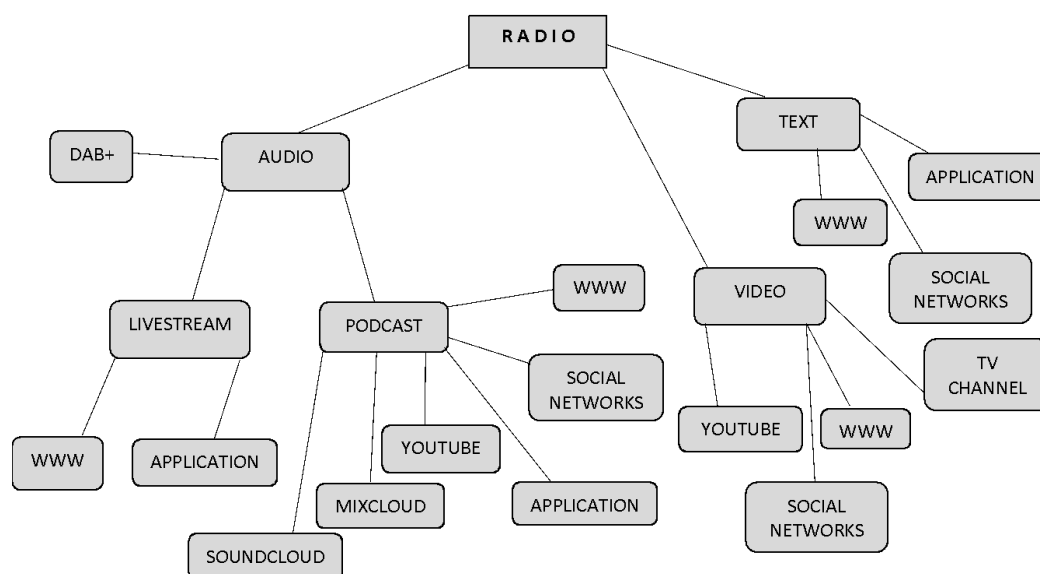 R A D I O
TEXT
DAB+
AUDIO
APPLICATION
WWW
SOCIAL
NETWORKS
WWW
VIDEO
LIVESTREAM
PODCAST
TV
CHANNEL
SOCIAL
NETWORKS
YOUTUBE
WWW
YOUTUBE
WWW
APPLICATION
MIXCLOUD
APPLICATION
SOCIAL
NETWORKS
SOUNDCLOUD